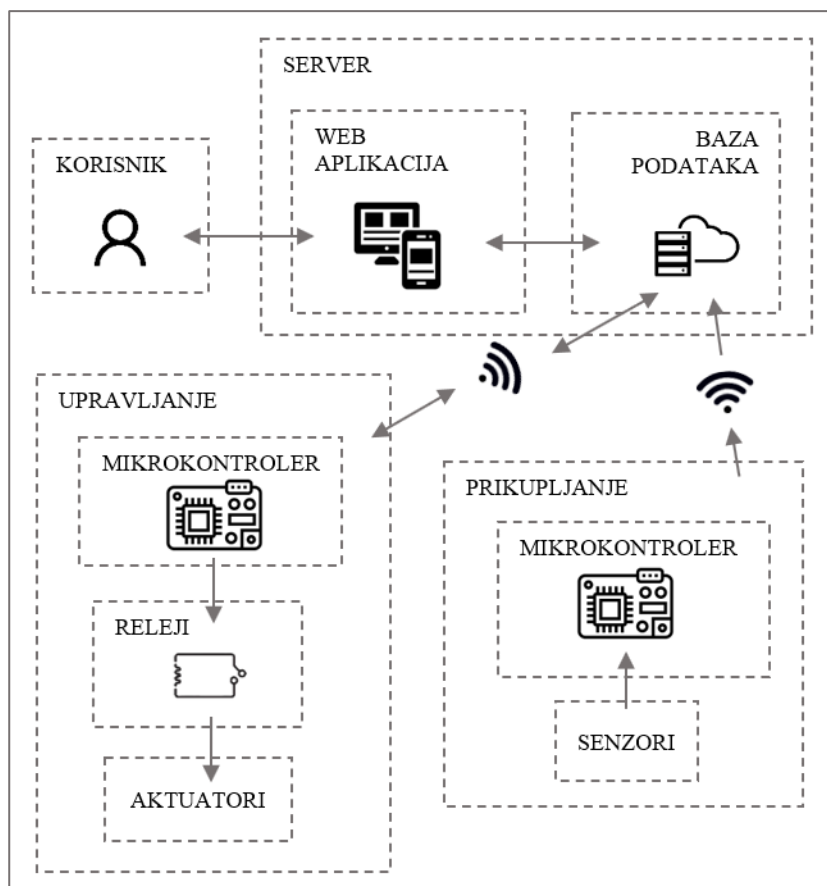 SERVER
KORISNIK
WEB
APLIKACIJA
BAZA
PODATAKA
UPRAVLJANJE
MIKROKONTROLER
RELEJI
AKTUATORI
PRIKUPLJANJE
MIKROKONTROLER
SENZORI